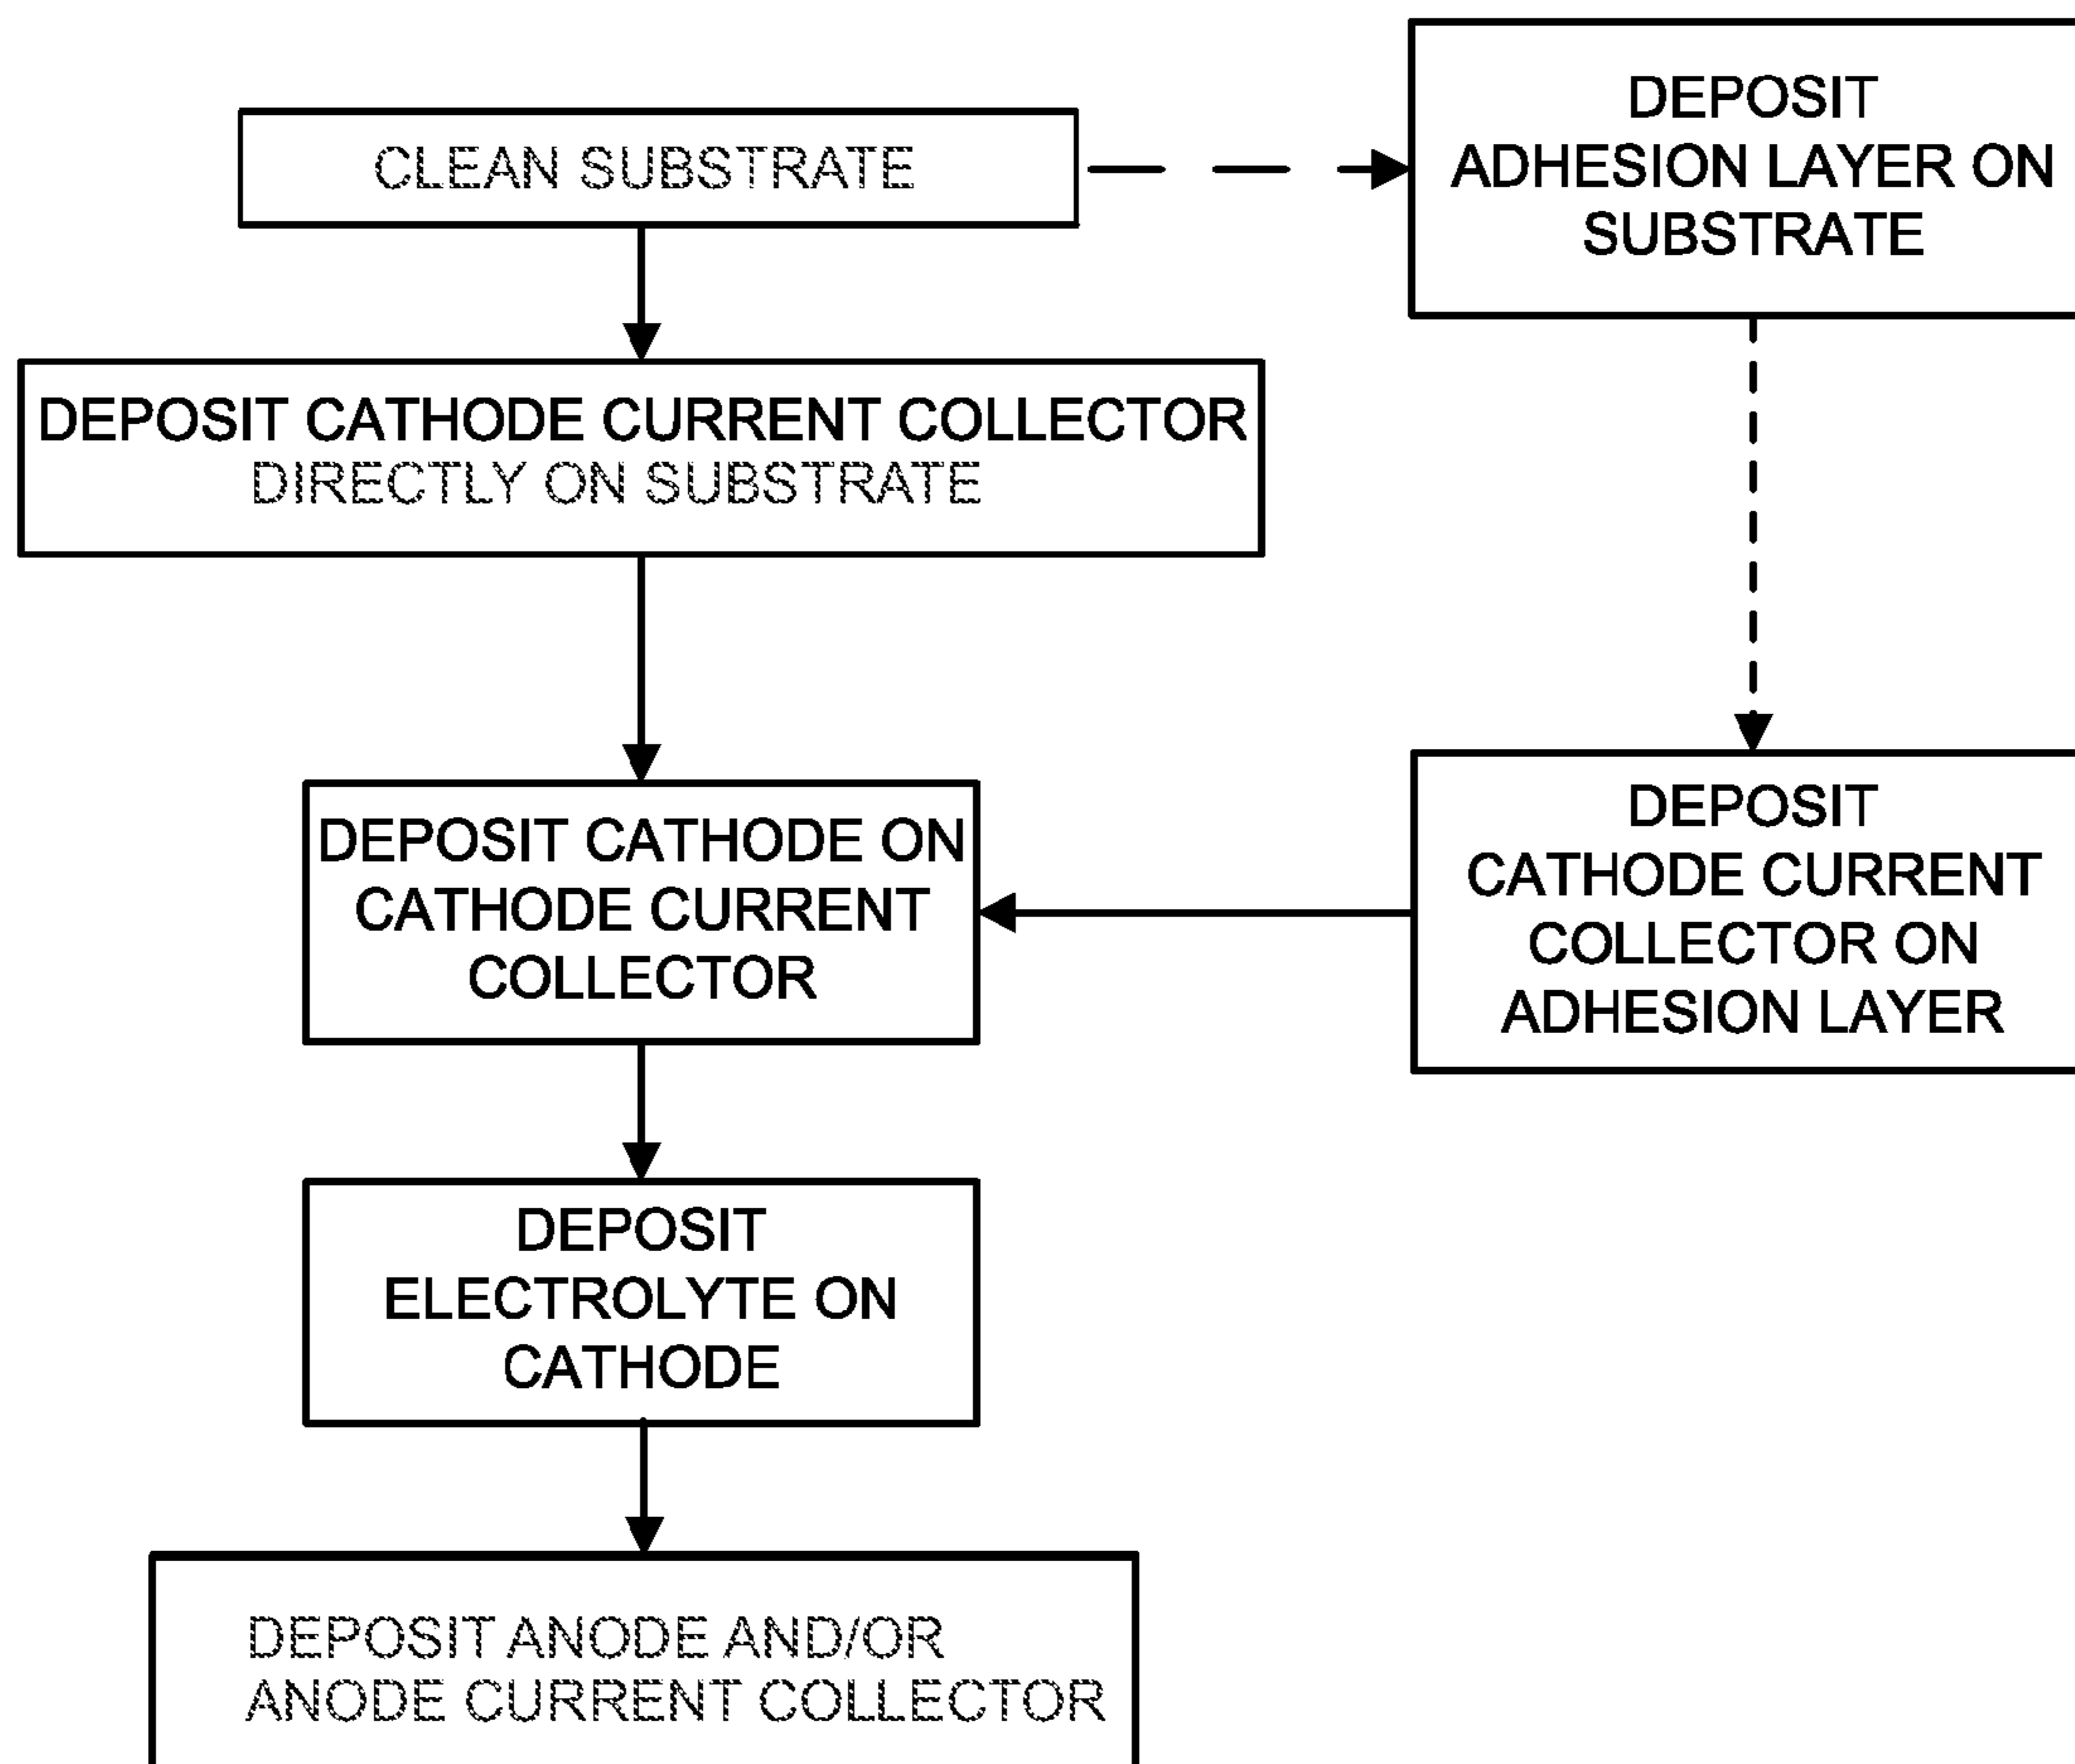 CLEAN SUBSTRATE
DEPOSIT
ADHESION LAYER ON
SUBSTRATE
DEPOSIT CATHODE CURRENT COLLECTOR
DIRECTLY ON SUBSTRATE
DEPOSIT CATHODE ON
CATHODE CURRENT
COLLECTOR
DEPOSIT
CATHODE CURRENT
COLLECTOR ON
ADHESION LAYER
DEPOSIT
ELECTROLYTE ON
CATHODE
DEPOSIT ANODE AND/OR
ANODE CURRENT COLLECTOR